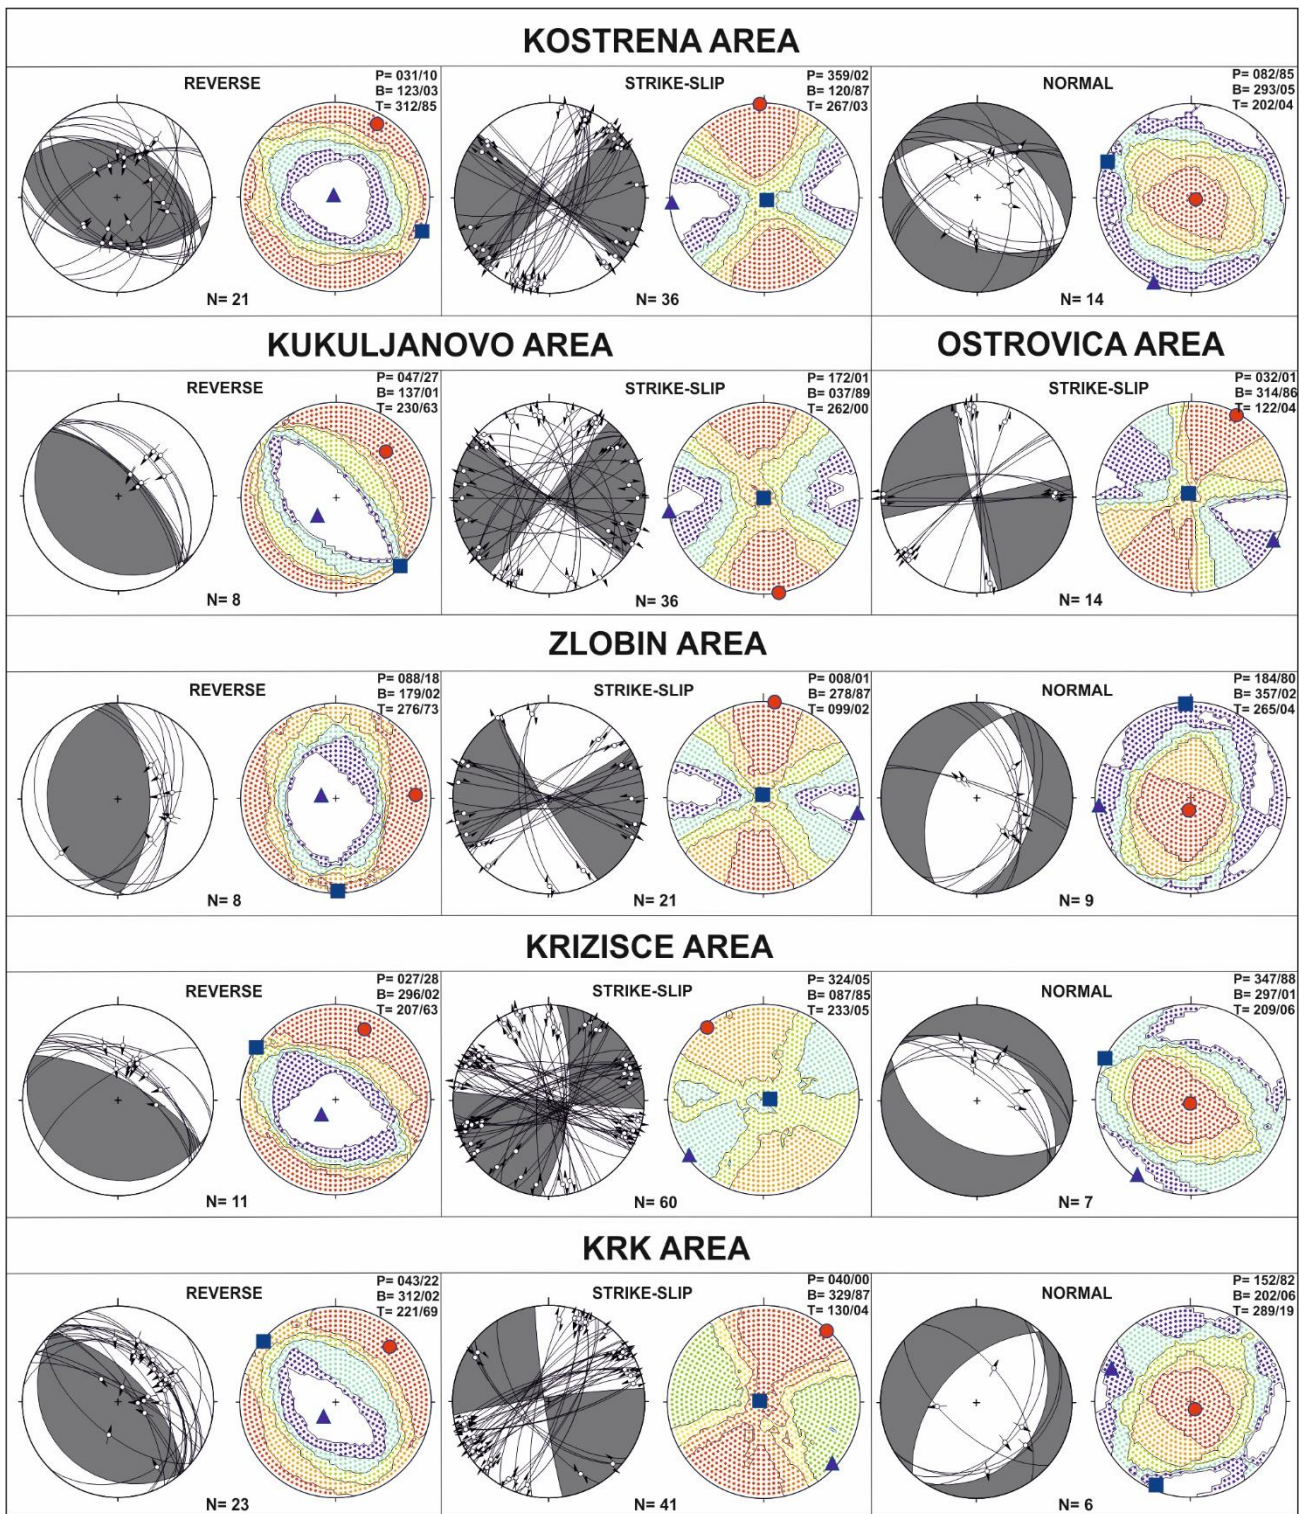 KOSTRENA AREA
REVERSE
P= 031/10
B= 123/03
T= 312/85
N= 21
STRIKE-SLIP
P= 359/02
B= 120/87
T= 267/03
N= 36
NORMAL
P= 082/85
B= 293/05
T= 202/04
N= 14
KUKULJANOVO AREA
REVERSE
P= 047/27
B= 137/01
T= 230/63
N= 8
STRIKE-SLIP
P= 172/01
B= 037/89
T= 262/00
N= 36
OSTROVICA AREA
STRIKE-SLIP
P= 032/01
B= 314/86
T= 122/04
N= 14
ZLOBIN AREA
REVERSE
P= 088/18
B= 179/02
T= 276/73
N= 8
STRIKE-SLIP
P= 008/01
B= 278/87
T= 099/02
N= 21
NORMAL
P= 184/80
B= 357/02
T= 265/04
N= 9
KRIZISCE AREA
REVERSE
P= 027/28
B= 296/02
T= 207/63
N= 11
STRIKE-SLIP
P= 324/05
B= 087/85
T= 233/05
N= 60
NORMAL
P= 347/88
B= 297/01
T= 209/06
N= 7
KRK AREA
REVERSE
P= 043/22
B= 312/02
T= 221/69
N= 23
STRIKE-SLIP
P= 040/00
B= 329/87
T= 130/04
N= 41
NORMAL
P= 152/82
B= 202/06
T= 289/19
N= 6